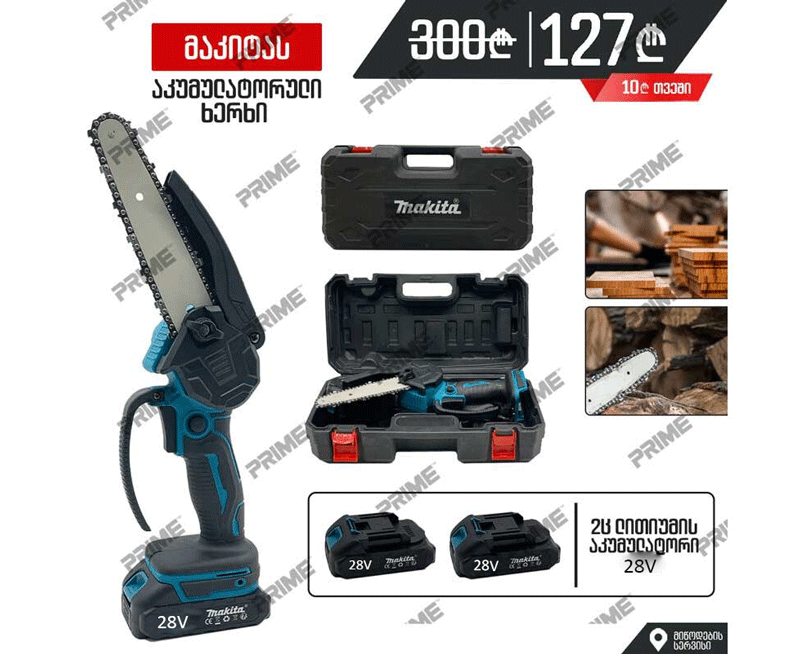 მაკიტას
აკუმულატორული
ხერხი
300₾ 127₾
10₾ თვეში
makita
28V
makita
28V
makita
28V
makita
2ც ლითიუმის
აკუმულატორი
28V
მიწოდების
სერვისი
PRIME